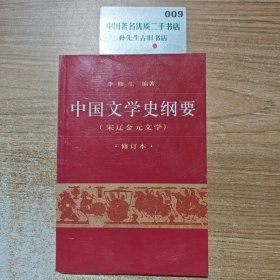 009
中国著名优质二手书店
孙先生古旧书店
李修生 编著
中国文学史纲要
（宋辽金元文学）
·修订本·